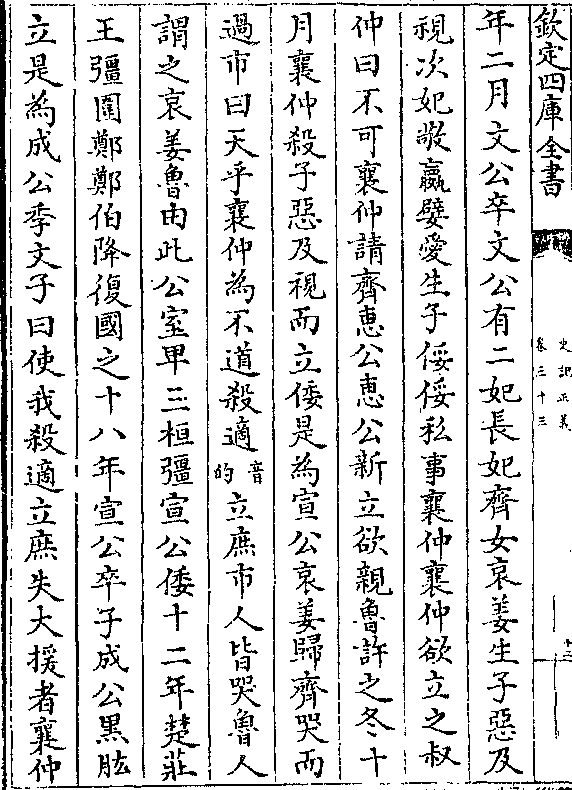 欽定四庫全書
史記正義
卷三十三
十三
年二月文公卒文公有二妃長妃齊女哀姜生子惡及
視次妃敬嬴嬖愛生子俀俀私事襄仲襄仲欲立之叔
仲曰不可襄仲請齊惠公惠公新立欲親魯許之冬十
月襄仲殺子惡及視而立倭是為宣公哀姜歸齊哭而
過市曰天乎襄仲為不道殺適音的立庶市人皆哭魯人
謂之哀姜魯由此公室卑三桓彊宣公倭十二年楚莊
王彊圍鄭鄭伯降復國之十八年宣公卒子成公黑肱
立是為成公季文子曰使我殺適立庶失大援者襄仲